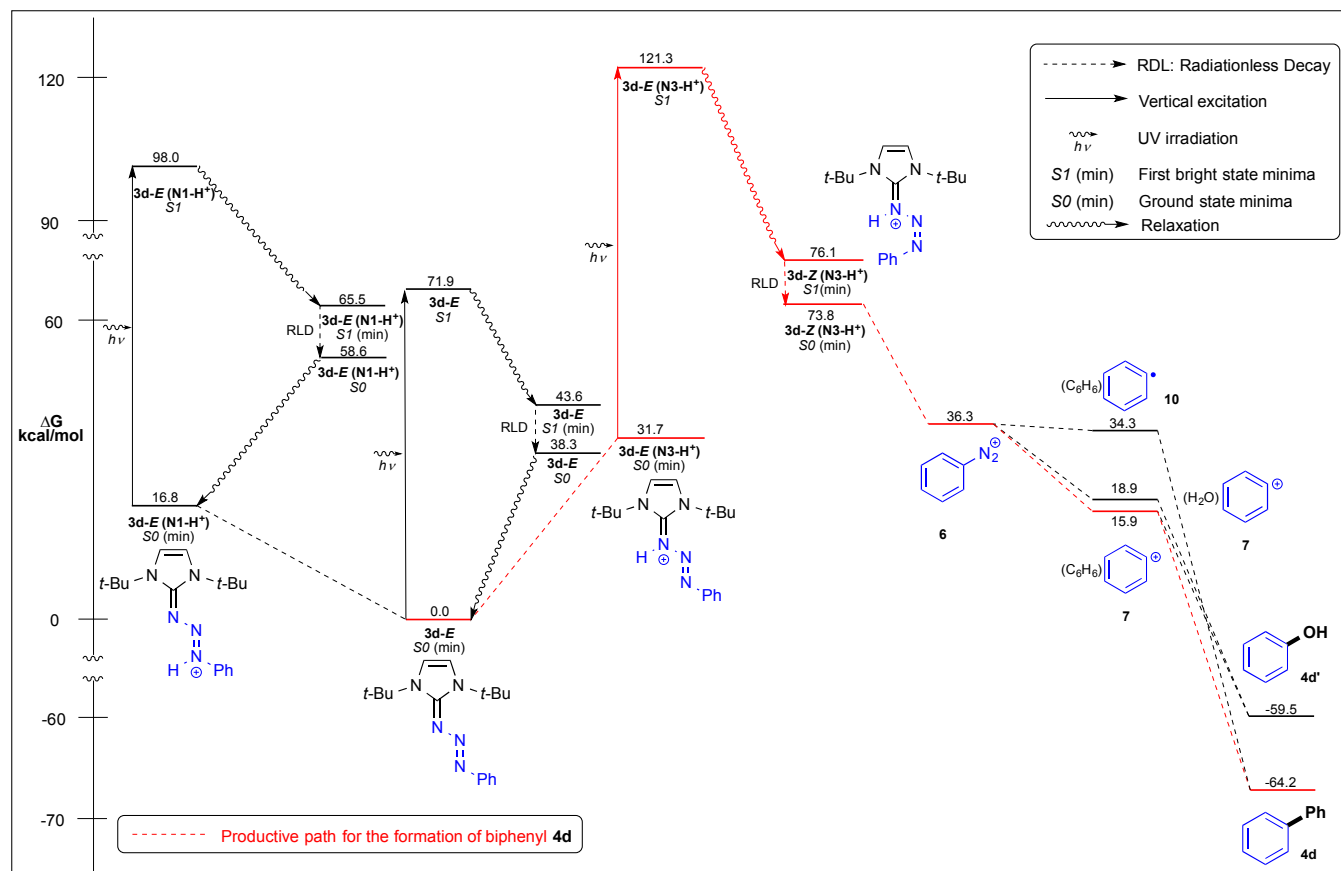 120
90
60
ΔG
kcal/mol
0
-60
-70
98.0
3d-E (N1-H⁺)
S1
hν
65.5
3d-E (N1-H⁺)
S1 (min)
RLD
58.6
3d-E (N1-H⁺)
S0
16.8
3d-E (N1-H⁺)
S0 (min)
t-Bu
N
N
t-Bu
N
N
H
N
⊕
Ph
71.9
3d-E
S1
hν
43.6
3d-E
S1 (min)
RLD
38.3
3d-E
S0
0.0
3d-E
S0 (min)
t-Bu
N
N
t-Bu
N
N
N
Ph
121.3
3d-E (N3-H⁺)
S1
hν
31.7
3d-E (N3-H⁺)
S0 (min)
t-Bu
N
N
t-Bu
H
N
⊕
N
N
Ph
t-Bu
N
N
t-Bu
H
N
⊕
N
N
Ph
76.1
3d-Z (N3-H⁺)
S1(min)
RLD
73.8
3d-Z (N3-H⁺)
S0 (min)
36.3
N₂
⊕
6
(C₆H₆)
•
10
34.3
18.9
15.9
(H₂O)
⊕
7
(C₆H₆)
⊕
7
OH
4d'
-59.5
-64.2
Ph
4d
RDL: Radiationless Decay
Vertical excitation
hν UV irradiation
S1 (min) First bright state minima
S0 (min) Ground state minima
Relaxation
Productive path for the formation of biphenyl 4d